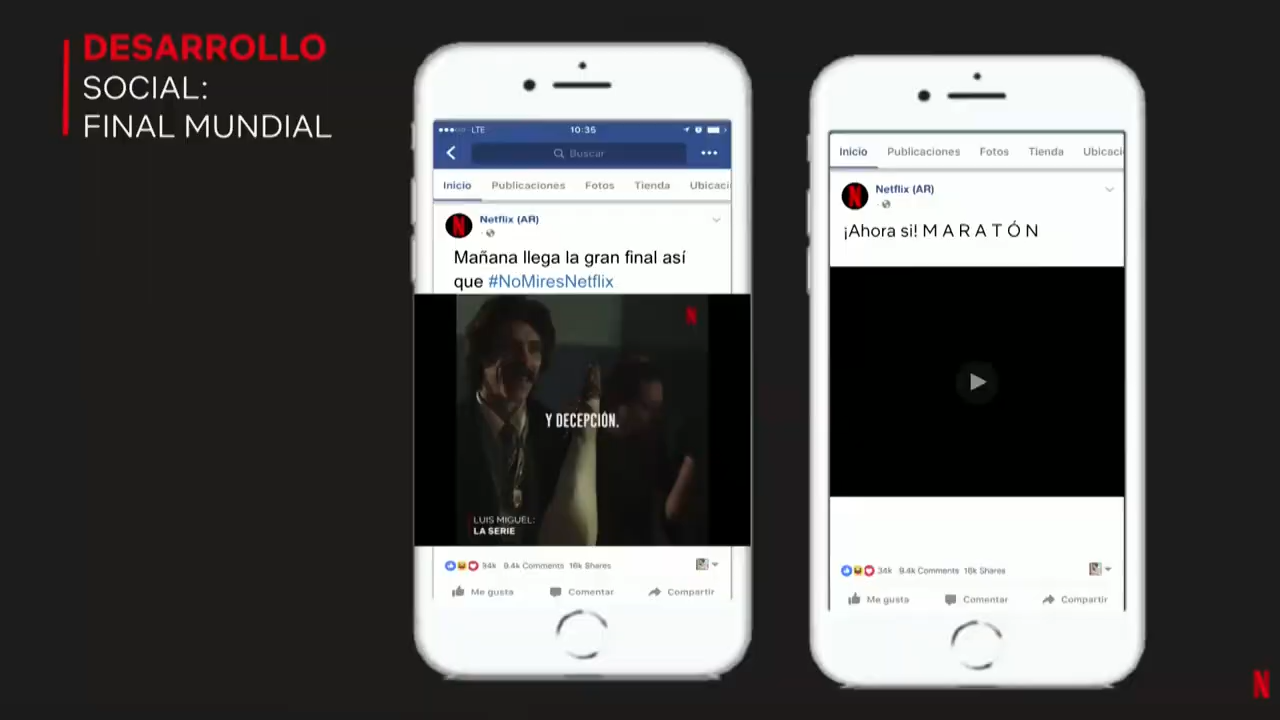 DESARROLLO
SOCIAL:
FINAL MUNDIAL
LTE 10:35
Buscar
Inicio Publicaciones Fotos Tienda Ubicaci
Netflix (AR)
Mañana llega la gran final así
que #NoMiresNetflix
Y DECEPCIÓN.
LUIS MIGUEL:
LA SERIE
34k 9.4k Comments 16k Shares
Me gusta Comentar Compartir
Inicio Publicaciones Fotos Tienda Ubicaci
Netflix (AR)
¡Ahora si! M A R A T Ó N
34k 9.4k Comments 16k Shares
Me gusta Comentar Compartir